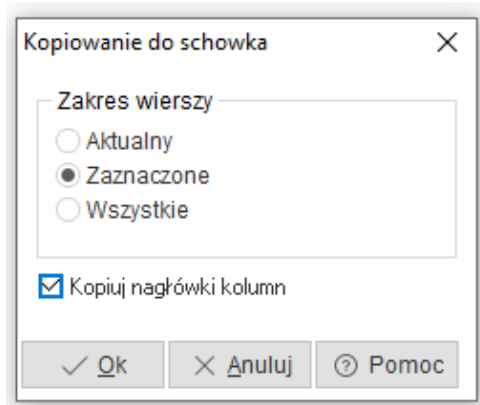 Kopiowanie do schowka
Zakres wierszy
Aktualny
Zaznaczone
Wszystkie
Kopiuj nagłówki kolumn
Ok Anuluj Pomoc